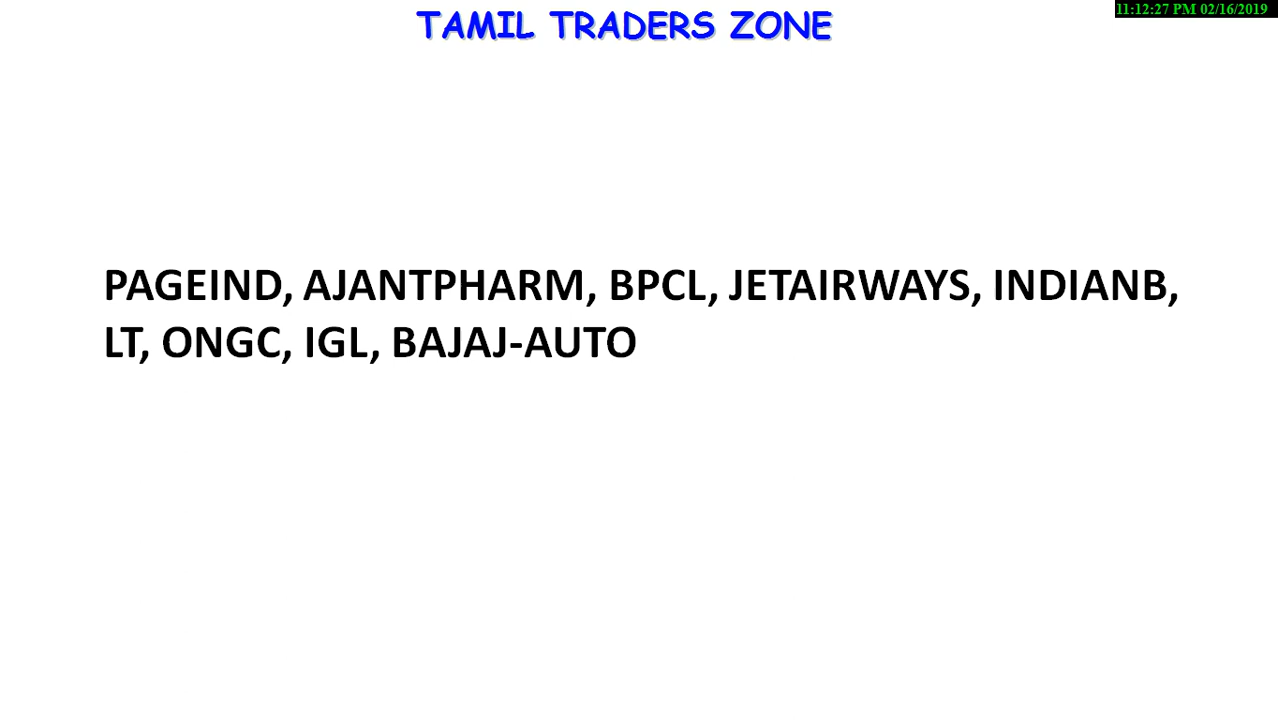 TAMIL TRADERS ZONE
11:12:27 PM 02/16/2019
PAGEIND, AJANTPHARM, BPCL, JETAIRWAYS, INDIANB,
LT, ONGC, IGL, BAJAJ-AUTO